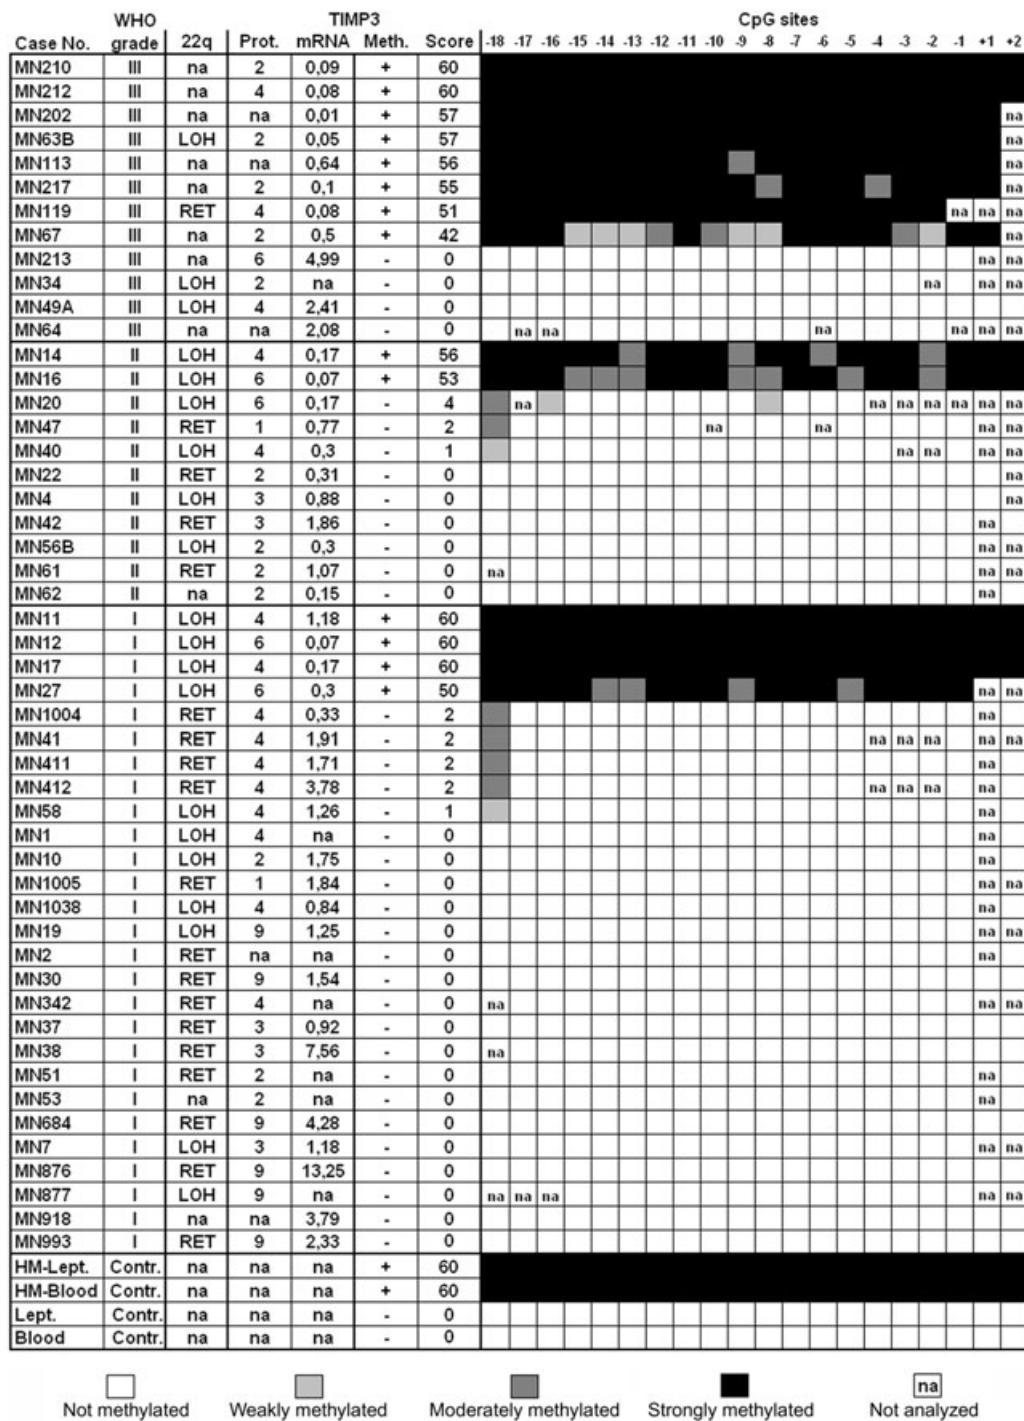 WHO TIMP3 CpG sites
Case No. grade 22q Prot. mRNA Meth. Score -18 -17 -16 -15 -14 -13 -12 -11 -10 -9 -8 -7 -6 -5 -4 -3 -2 -1 +1 +2
MN210 III na 2 0,09 + 60
MN212 III na 4 0,08 + 60
MN202 III na na 0,01 + 57 na
MN63B III LOH 2 0,05 + 57 na
MN113 III na na 0,64 + 56 na
MN217 III na 2 0,1 + 55 na
MN119 III RET 4 0,08 + 51 na na na
MN67 III na 2 0,5 + 42 na
MN213 III na 6 4,99 - 0 na na
MN34 III LOH 2 na - 0 na na na
MN49A III LOH 4 2,41 - 0
MN64 III na na 2,08 - 0 na na na na na na
MN14 II LOH 4 0,17 + 56
MN16 II LOH 6 0,07 + 53
MN20 II LOH 6 0,17 - 4 na na na na na na na
MN47 II RET 1 0,77 - 2 na na na na
MN40 II LOH 4 0,3 - 1 na na na na
MN22 II RET 2 0,31 - 0 na
MN4 II LOH 3 0,88 - 0 na
MN42 II RET 3 1,86 - 0 na
MN56B II LOH 2 0,3 - 0 na na
MN61 II RET 2 1,07 - 0 na na na
MN62 II na 2 0,15 - 0 na
MN11 I LOH 4 1,18 + 60
MN12 I LOH 6 0,07 + 60
MN17 I LOH 4 0,17 + 60
MN27 I LOH 6 0,3 + 50 na na
MN1004 I RET 4 0,33 - 2 na
MN41 I RET 4 1,91 - 2 na na na na na
MN411 I RET 4 1,71 - 2 na
MN412 I RET 4 3,78 - 2 na na na na
MN58 I LOH 4 1,26 - 1 na
MN1 I LOH 4 na - 0 na
MN10 I LOH 2 1,75 - 0 na
MN1005 I RET 1 1,84 - 0 na na
MN1038 I LOH 4 0,84 - 0 na
MN19 I LOH 9 1,25 - 0 na na
MN2 I RET na na - 0 na
MN30 I RET 9 1,54 - 0
MN342 I RET 4 na - 0 na na na
MN37 I RET 3 0,92 - 0
MN38 I RET 3 7,56 - 0 na
MN51 I RET 2 na - 0 na
MN53 I na 2 na - 0 na
MN684 I RET 9 4,28 - 0
MN7 I LOH 3 1,18 - 0 na na
MN876 I RET 9 13,25 - 0
MN877 I LOH 9 na - 0 na na na na na
MN918 I na na 3,79 - 0
MN993 I RET 9 2,33 - 0
HM-Lept. Contr. na na na + 60
HM-Blood Contr. na na na + 60
Lept. Contr. na na na - 0
Blood Contr. na na na - 0
na
Not methylated Weakly methylated Moderately methylated Strongly methylated Not analyzed